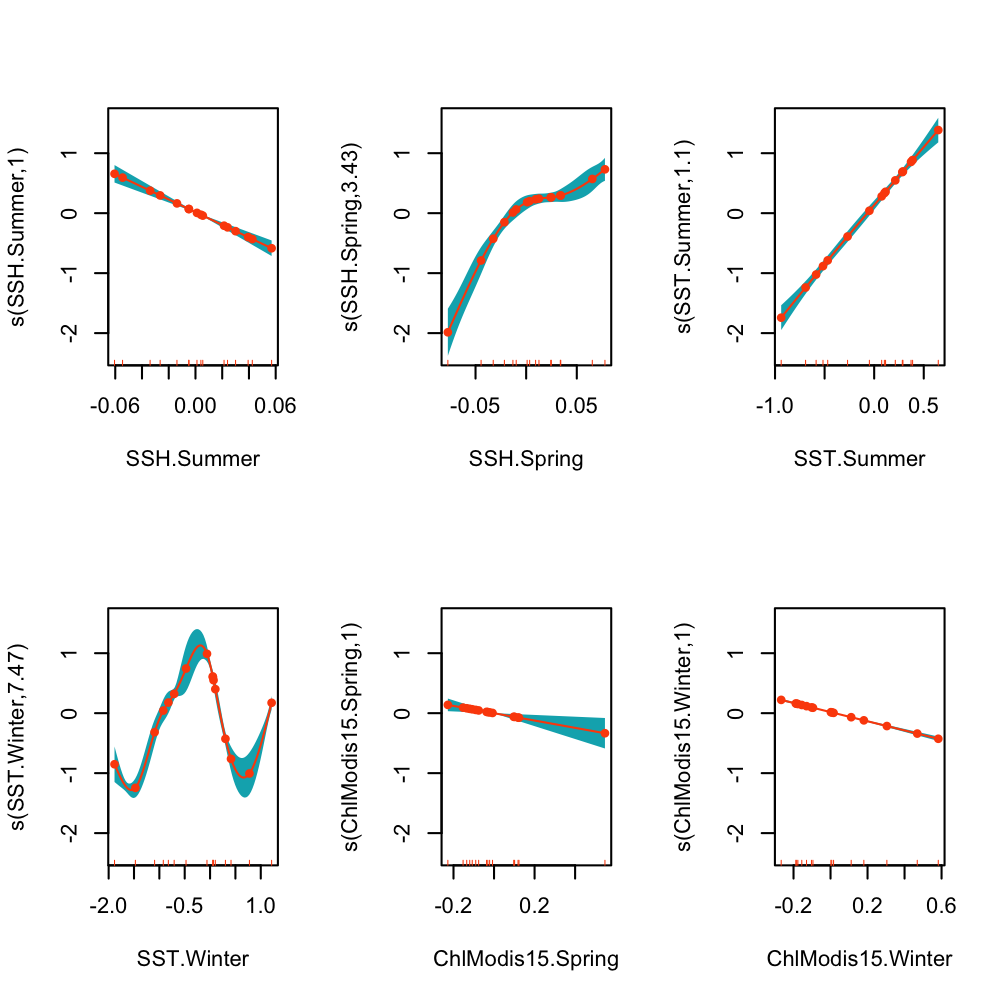 s(SSH.Summer,1)
1
0
-1
-2
-0.06 0.00 0.06
SSH.Summer
s(SSH.Spring,3.43)
1
0
-1
-2
-0.05 0.05
SSH.Spring
s(SST.Summer,1.1)
1
0
-1
-2
-1.0 0.0 0.5
SST.Summer
s(SST.Winter,7.47)
1
0
-1
-2
-2.0 -0.5 1.0
SST.Winter
s(ChlModis15.Spring,1)
1
0
-1
-2
-0.2 0.2
ChlModis15.Spring
s(ChlModis15.Winter,1)
1
0
-1
-2
-0.2 0.2 0.6
ChlModis15.Winter